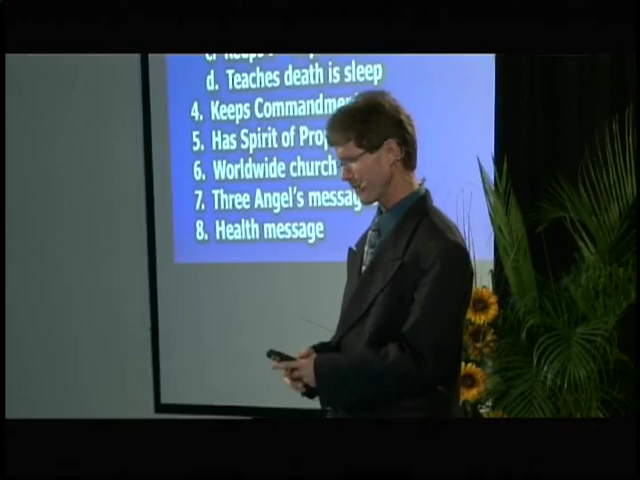 d. Teaches death is sleep
4. Keeps
5. Has Spirit of
6. Worldwide church
7. Three Angel's
8. Health message